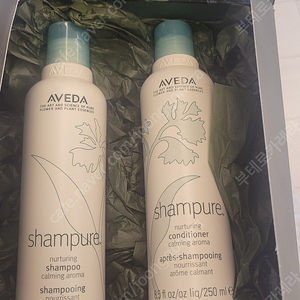 AVEDA
THE ART AND SCIENCE OF PURE
FLOWER AND PLANT ESSENCES
shampure
nurturing
shampoo
calming aroma
shampooing
nourrissant
AVEDA
THE ART AND SCIENCE OF PURE
FLOWER AND PLANT ESSENCES
shampure
nurturing
conditioner
calming aroma
après-shampooing
nourrissant
arôme calmant
8.5 fl oz/oz liq/250 ml e